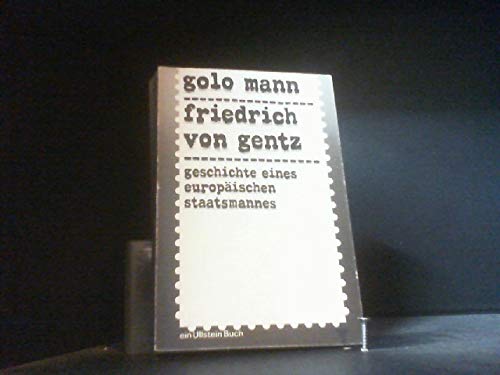 golo mann
friedrich
von gentz
geschichte eines
europäischen
staatsmannes
ein Ullstein Buch